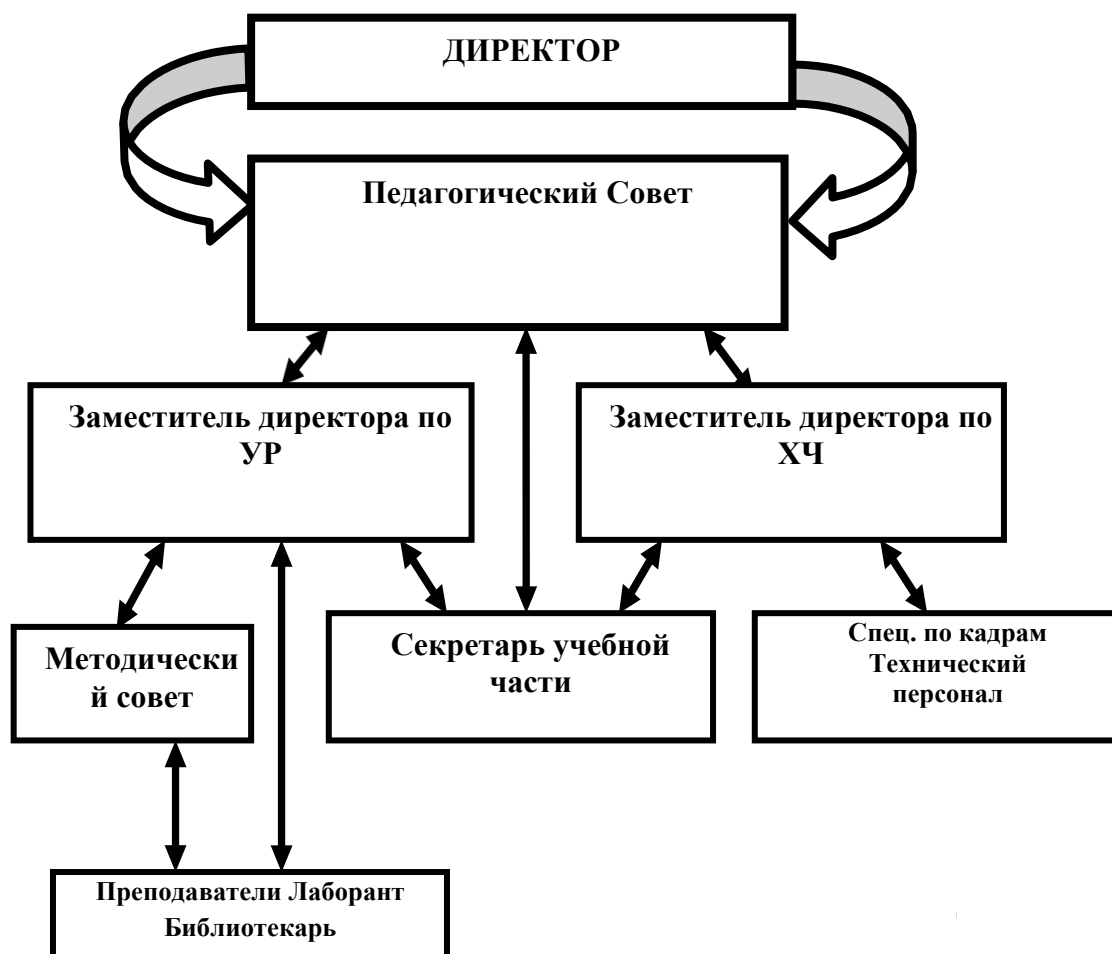 ДИРЕКТОР
Педагогический Совет
Заместитель директора по
УР
Заместитель директора по
ХЧ
Методически
й совет
Секретарь учебной
части
Спец. по кадрам
Технический
персонал
Преподаватели Лаборант
Библиотекарь